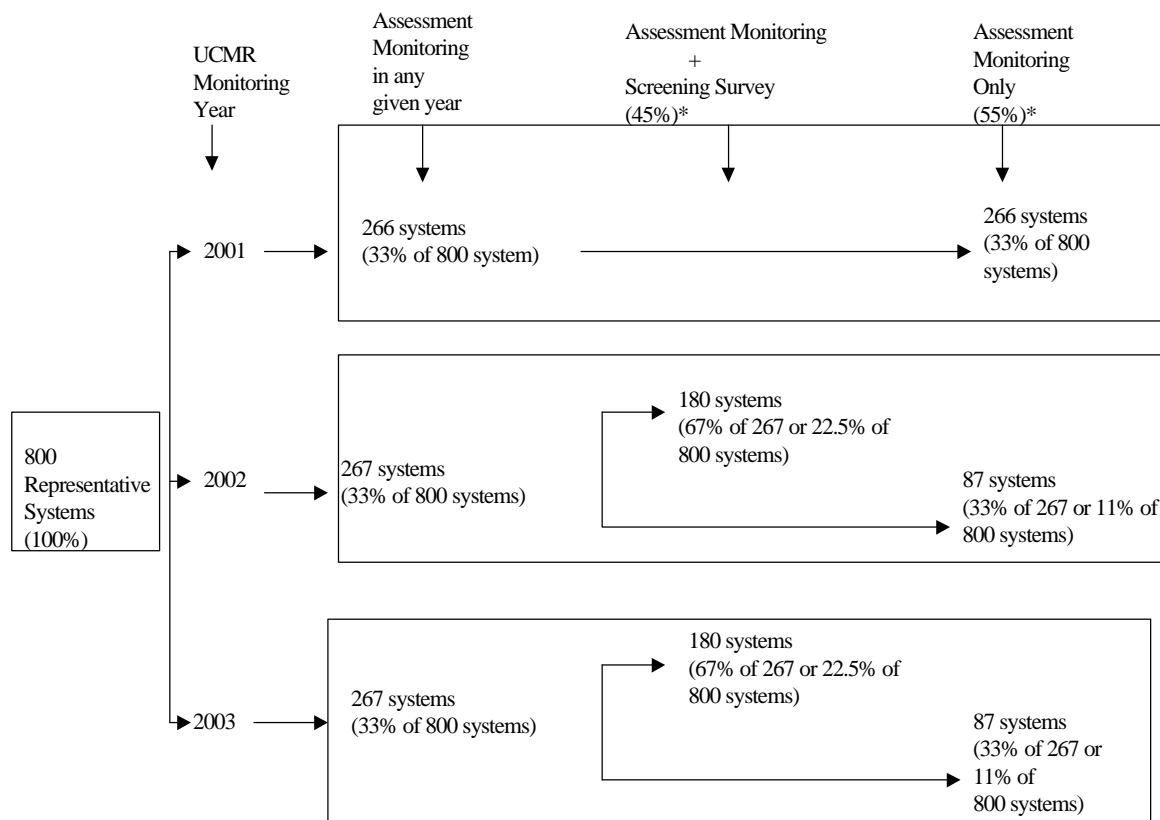 UCMR
Monitoring
Year
Assessment
Monitoring
in any
given year
Assessment Monitoring
+
Screening Survey
(45%)*
Assessment
Monitoring
Only
(55%)*
800
Representative
Systems
(100%)
2001
266 systems
(33% of 800 system)
266 systems
(33% of 800
systems)
2002
267 systems
(33% of 800 systems)
180 systems
(67% of 267 or 22.5% of
800 systems)
87 systems
(33% of 267 or 11% of
800 systems)
2003
267 systems
(33% of 800 systems)
180 systems
(67% of 267 or 22.5% of
800 systems)
87 systems
(33% of 267 or
11% of
800 systems)